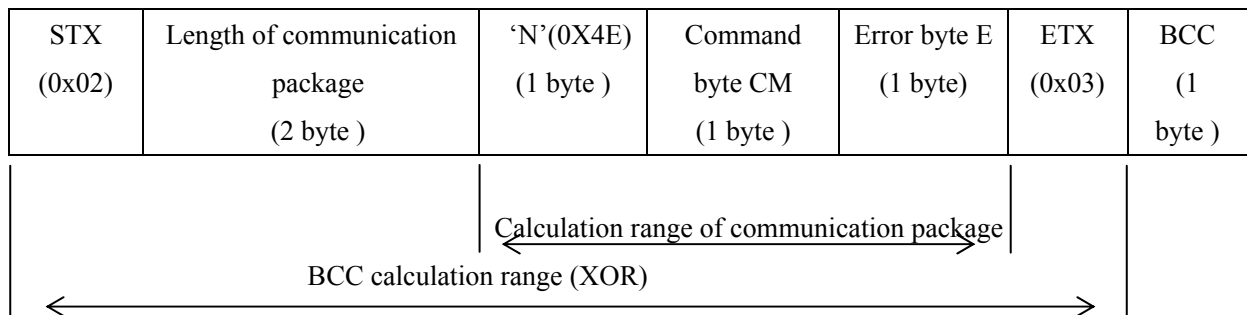 STX Length of communication ‘N’(0X4E) Command Error byte E ETX BCC
(0x02) package (1 byte ) byte CM (1 byte) (0x03) (1
(2 byte ) (1 byte ) byte )
Calculation range of communication package
BCC calculation range (XOR)